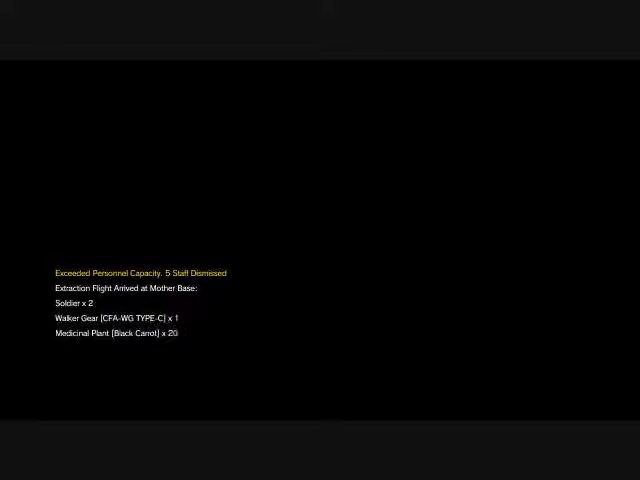 Exceeded Personnel Capacity. 5 Staff Dismissed
Extraction Flight Arrived at Mother Base:
Soldier x 2
Walker Gear [CFA-WG TYPE-C] x 1
Medicinal Plant [Black Carrot] x 20